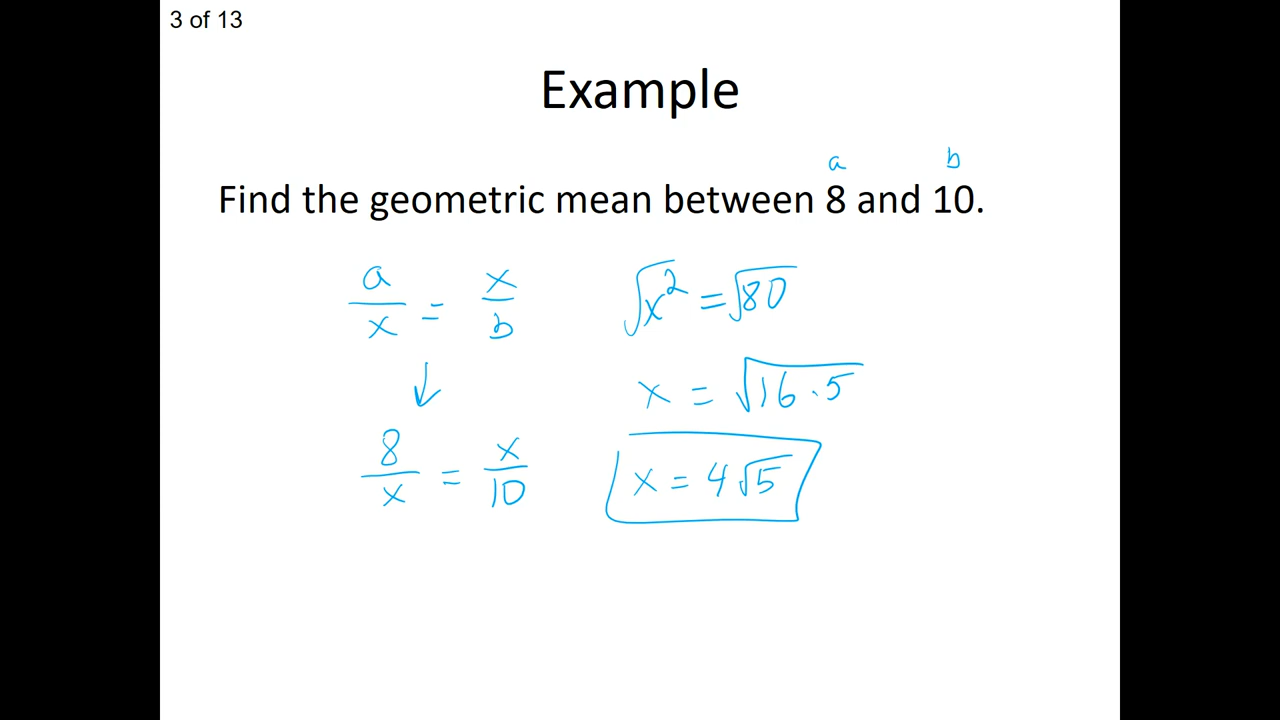 3 of 13
Example
a b
Find the geometric mean between 8 and 10.
a/x = x/b
↓
8/x = x/10
√x² = √80
x = √16·5
x = 4√5